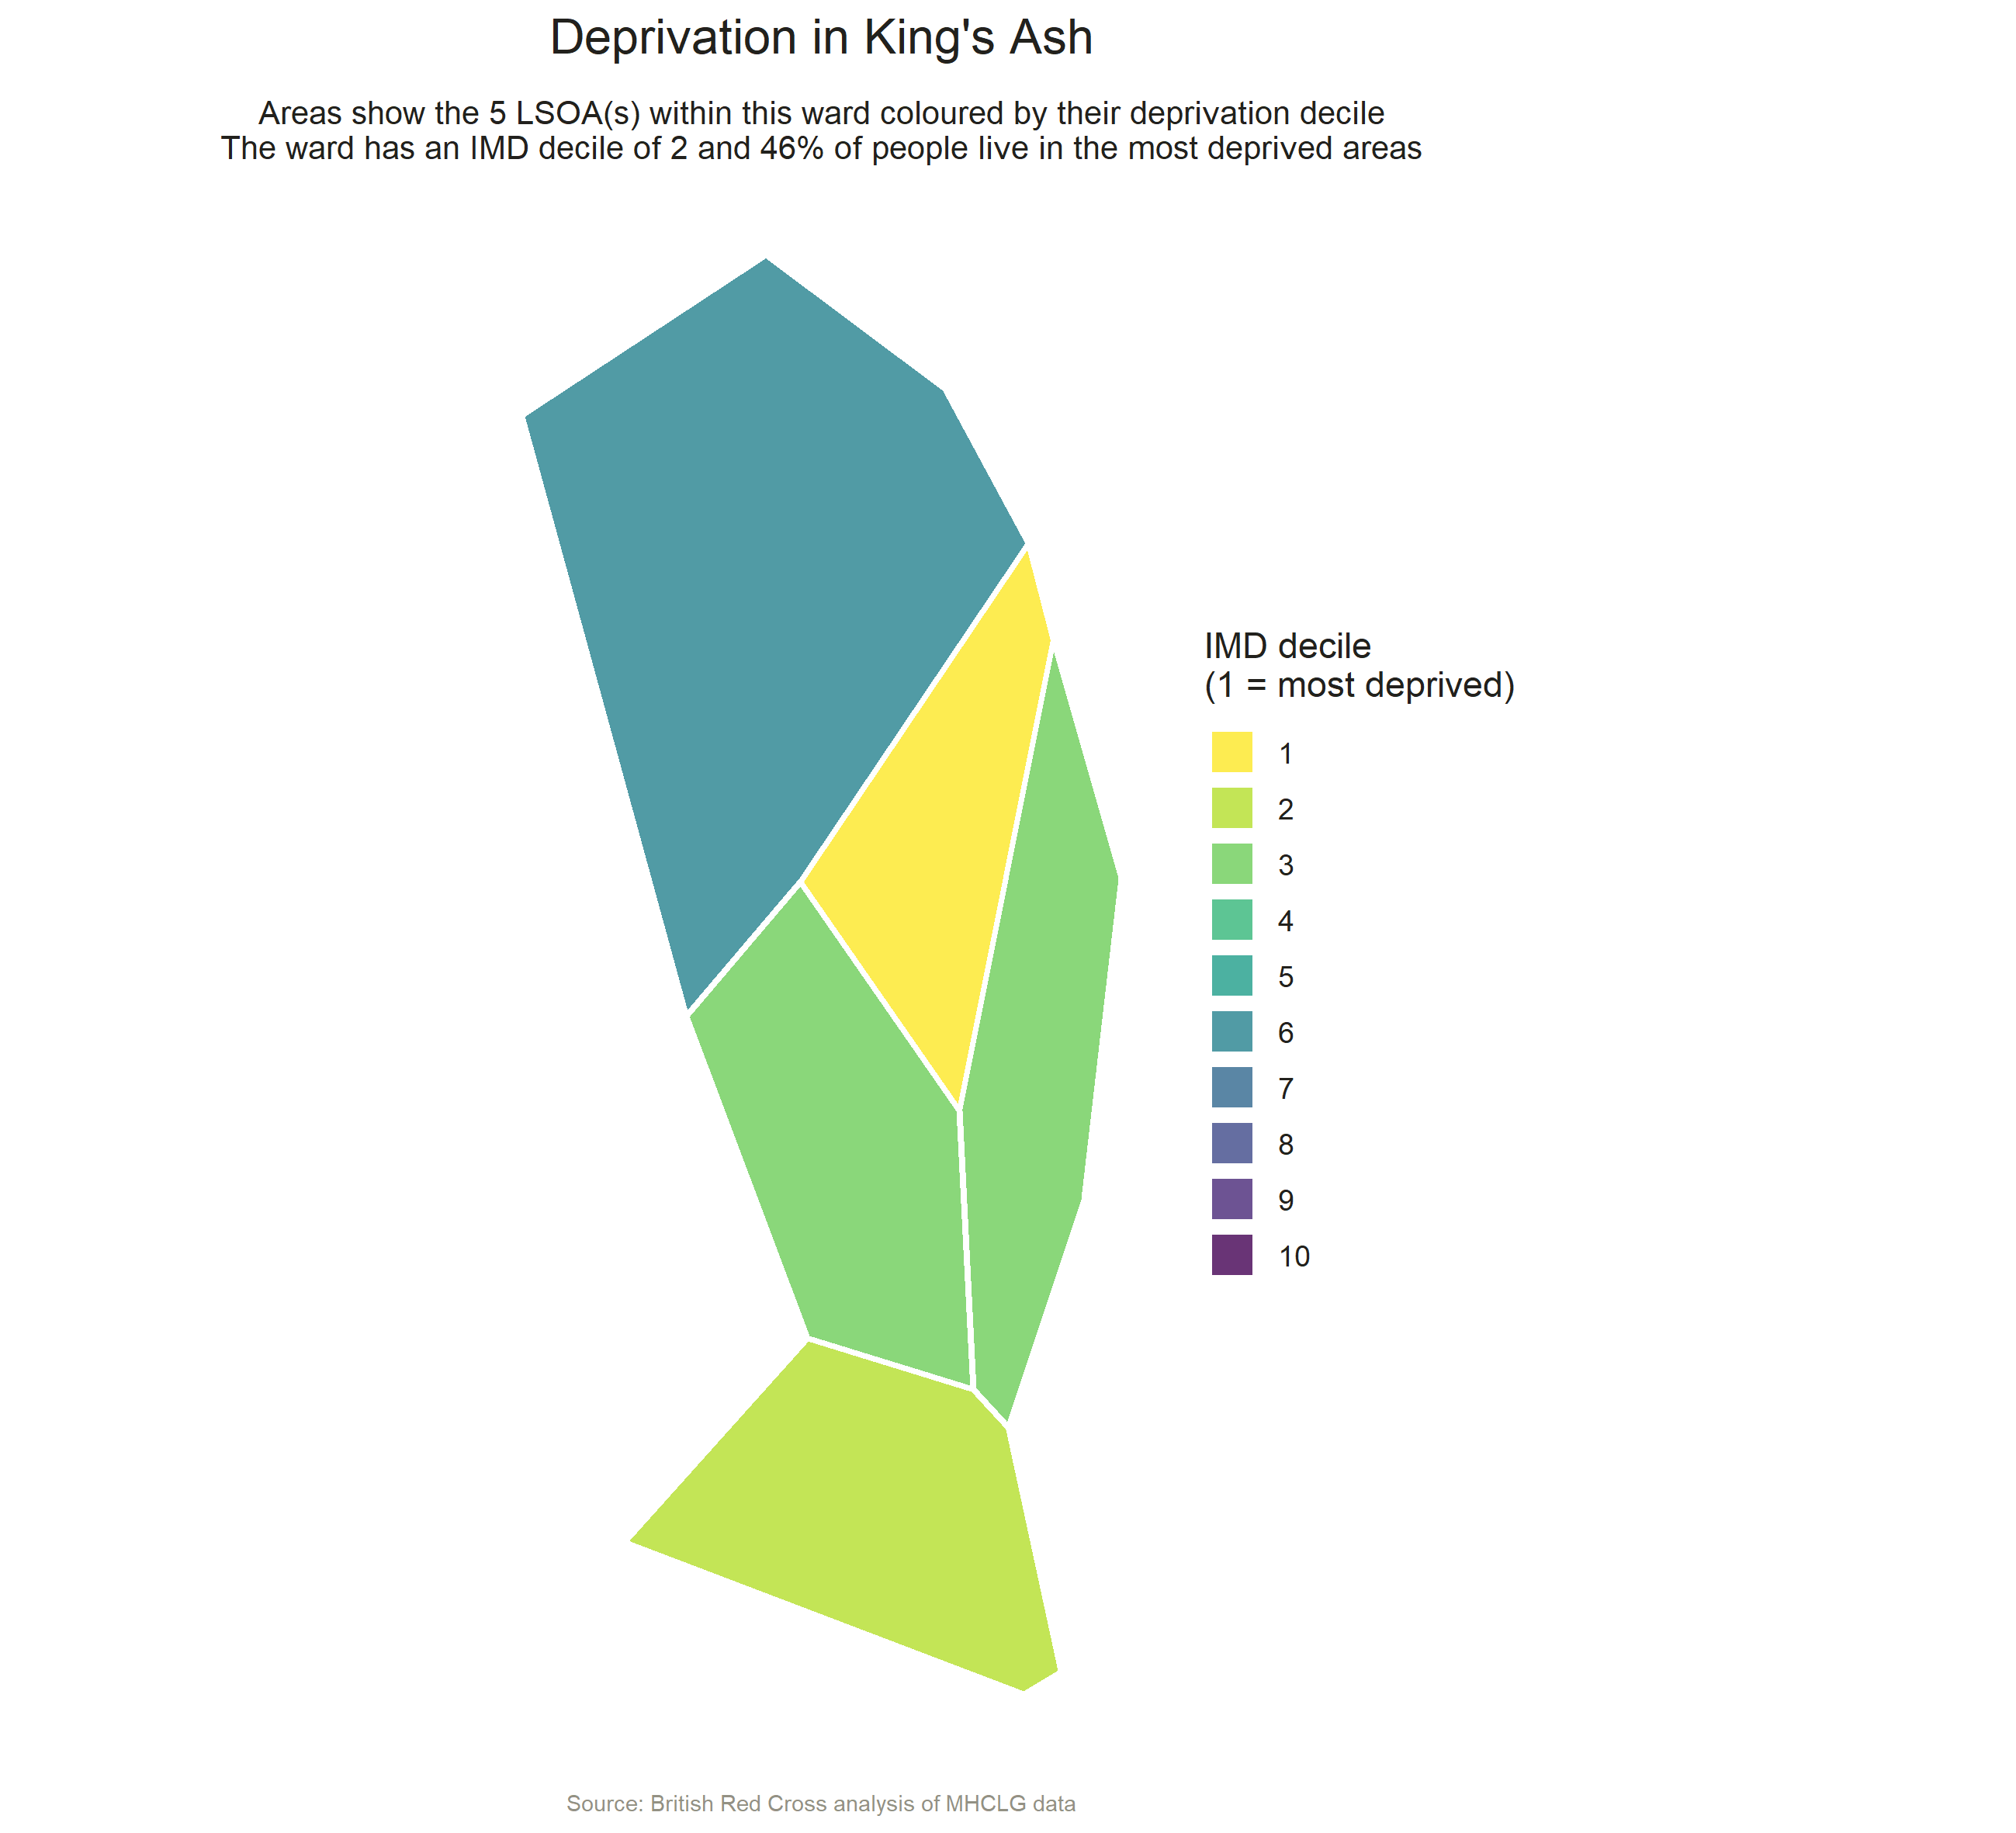 Deprivation in King's Ash
Areas show the 5 LSOA(s) within this ward coloured by their deprivation decile
The ward has an IMD decile of 2 and 46% of people live in the most deprived areas
IMD decile
(1 = most deprived)
1
2
3
4
5
6
7
8
9
10
Source: British Red Cross analysis of MHCLG data